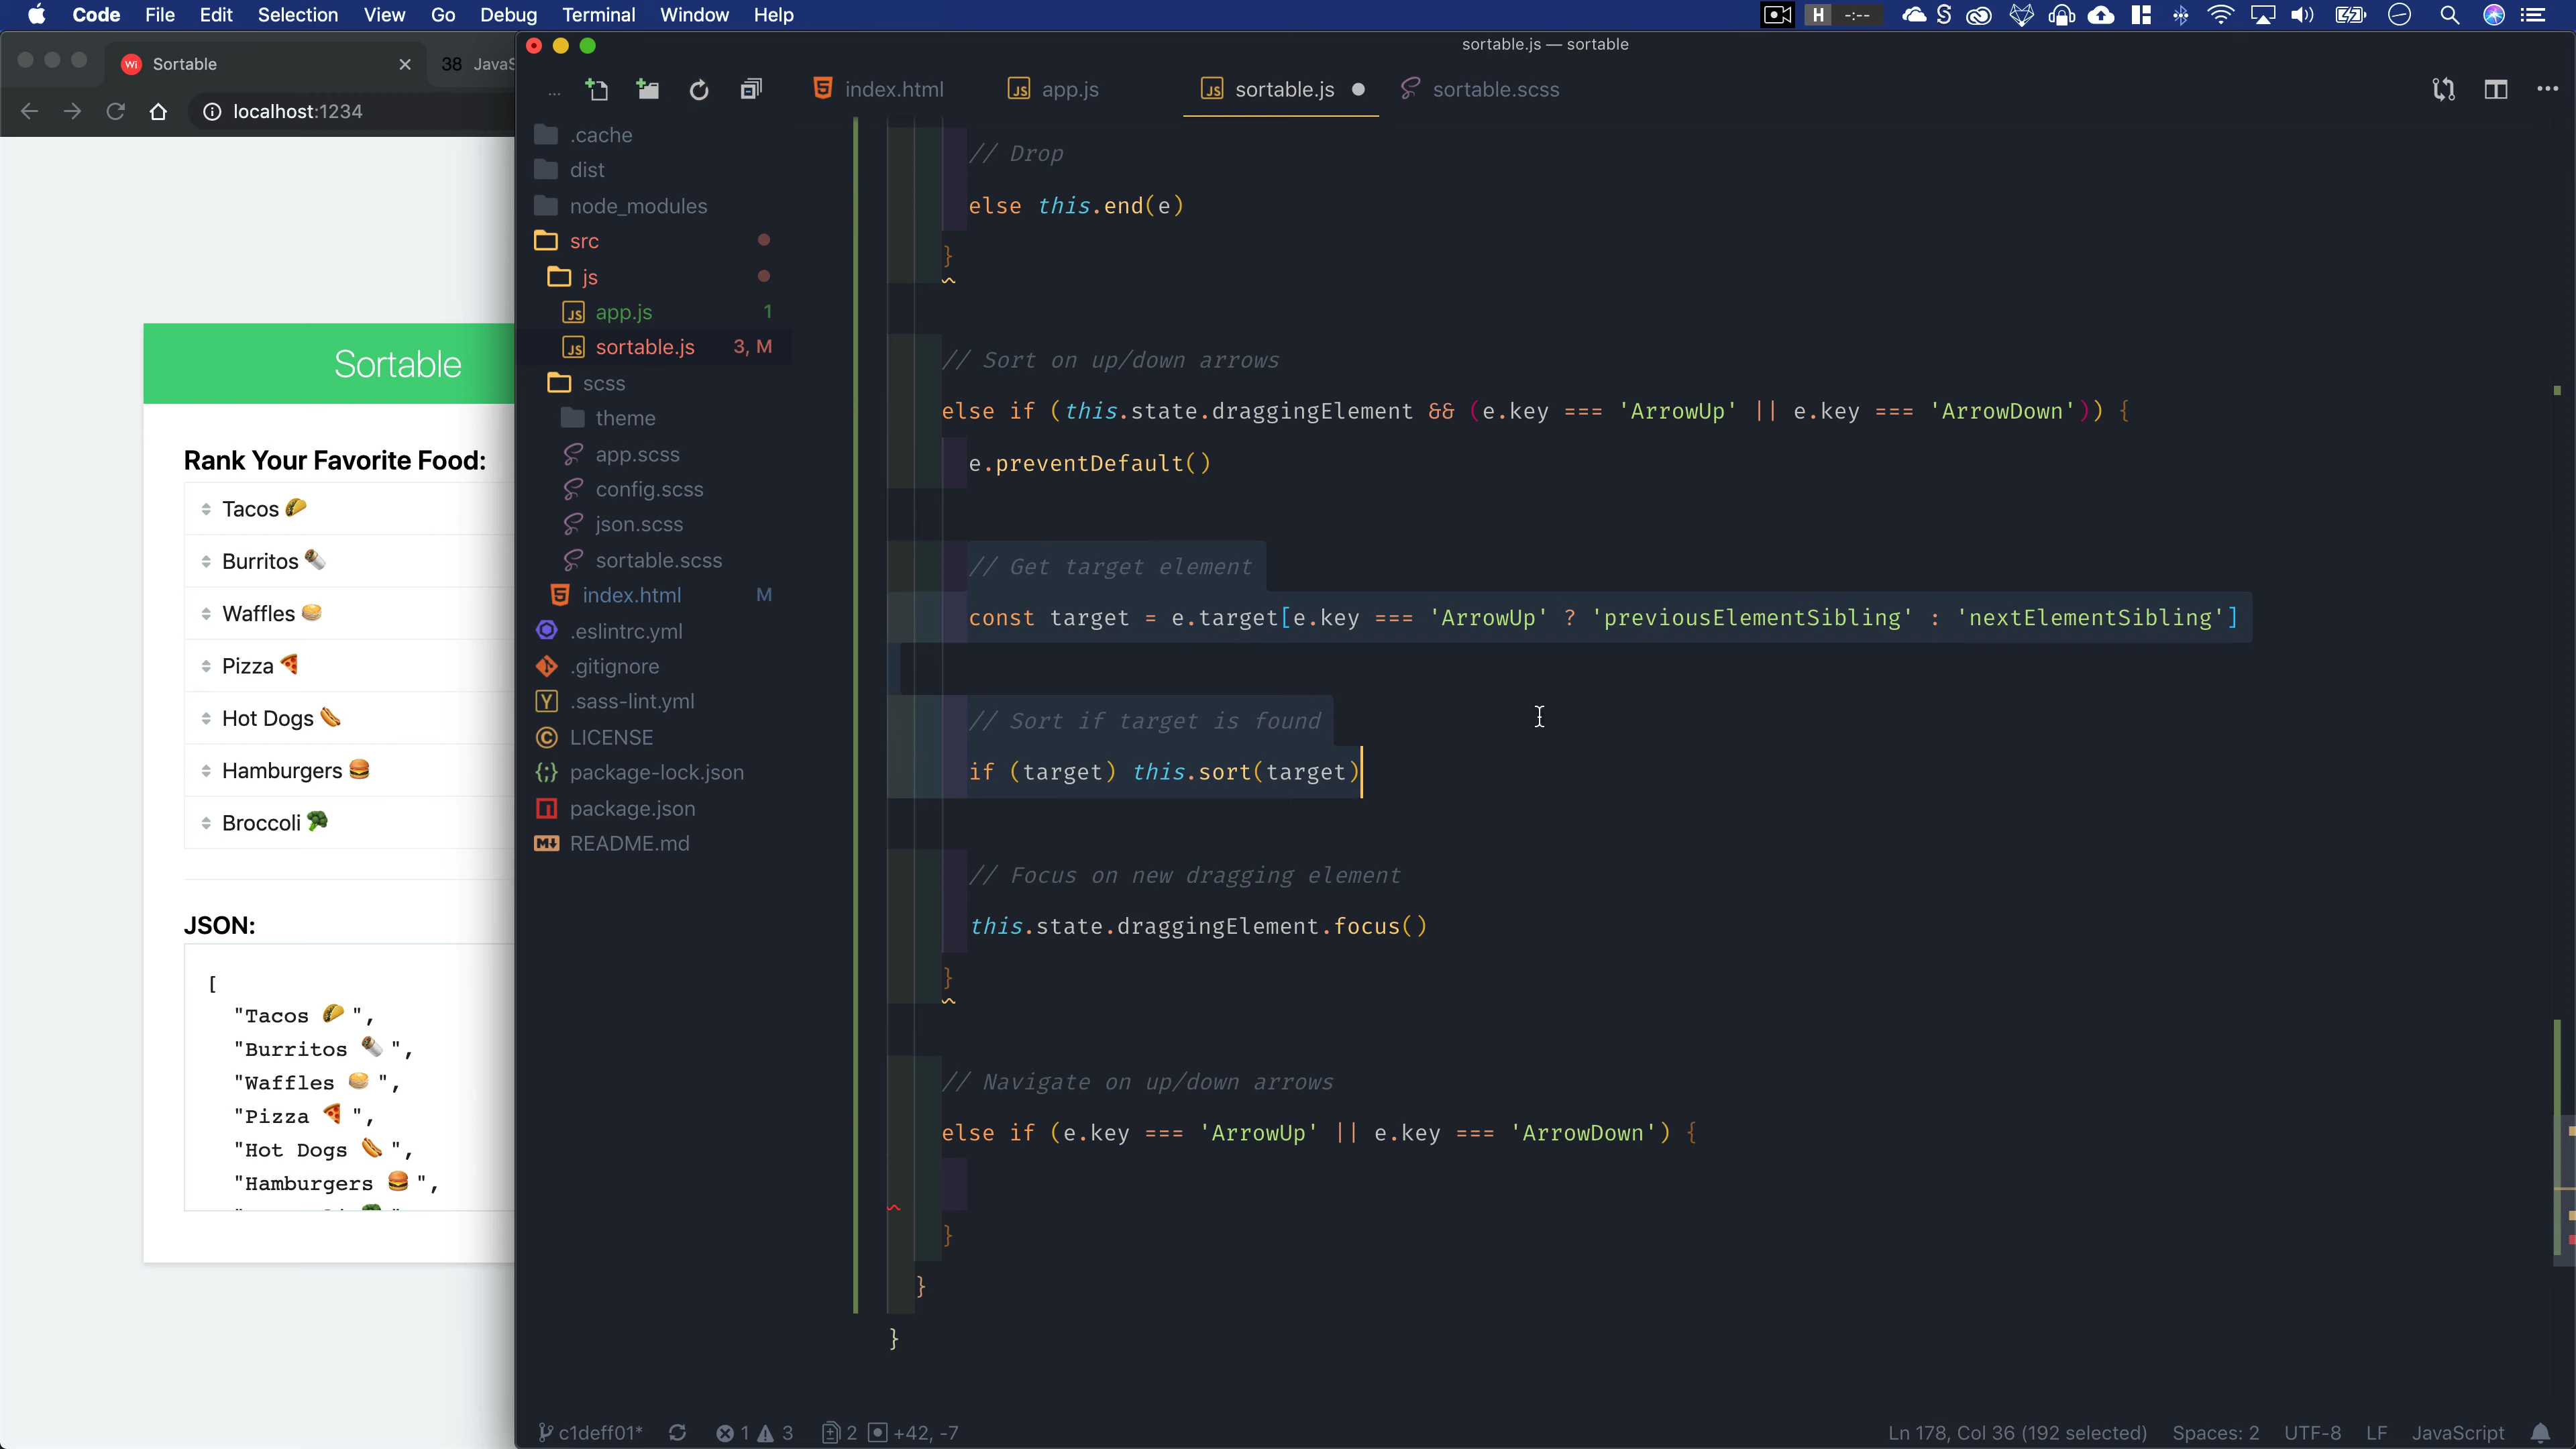 Code File Edit Selection View Go Debug Terminal Window Help
H -:--
sortable.js — sortable
Wi Sortable
38 JavaS
localhost:1234
... index.html app.js sortable.js sortable.scss
.cache
dist
node_modules
src
js
app.js 1
sortable.js 3, M
scss
theme
app.scss
config.scss
json.scss
sortable.scss
index.html M
.eslintrc.yml
.gitignore
.sass-lint.yml
LICENSE
package-lock.json
package.json
README.md
Sortable
Rank Your Favorite Food:
Tacos 🌮
Burritos 🌯
Waffles 🥞
Pizza 🍕
Hot Dogs 🌭
Hamburgers 🍔
Broccoli 🥦
JSON:
[
"Tacos 🌮 ",
"Burritos 🌯 ",
"Waffles 🥞 ",
"Pizza 🍕 ",
"Hot Dogs 🌭 ",
"Hamburgers 🍔 ",
// Drop
else this.end(e)
}
// Sort on up/down arrows
else if (this.state.draggingElement && (e.key === 'ArrowUp' || e.key === 'ArrowDown')) {
e.preventDefault()
// Get target element
const target = e.target[e.key === 'ArrowUp' ? 'previousElementSibling' : 'nextElementSibling']
// Sort if target is found
if (target) this.sort(target)
// Focus on new dragging element
this.state.draggingElement.focus()
}
// Navigate on up/down arrows
else if (e.key === 'ArrowUp' || e.key === 'ArrowDown') {
}
}
}
c1deff01* 1 3 2 +42, -7 Ln 178, Col 36 (192 selected) Spaces: 2 UTF-8 LF JavaScript